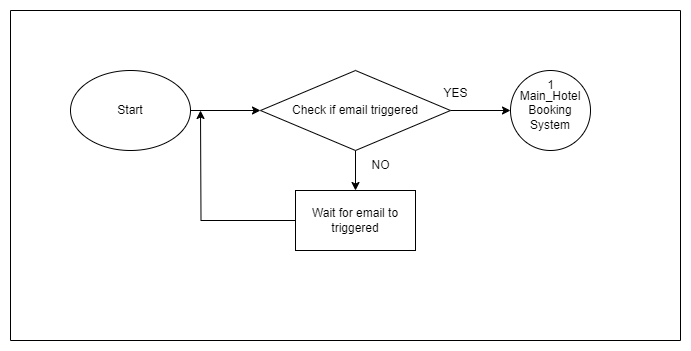 Start
Check if email triggered
YES
1
Main_Hotel
Booking
System
NO
Wait for email to
triggered